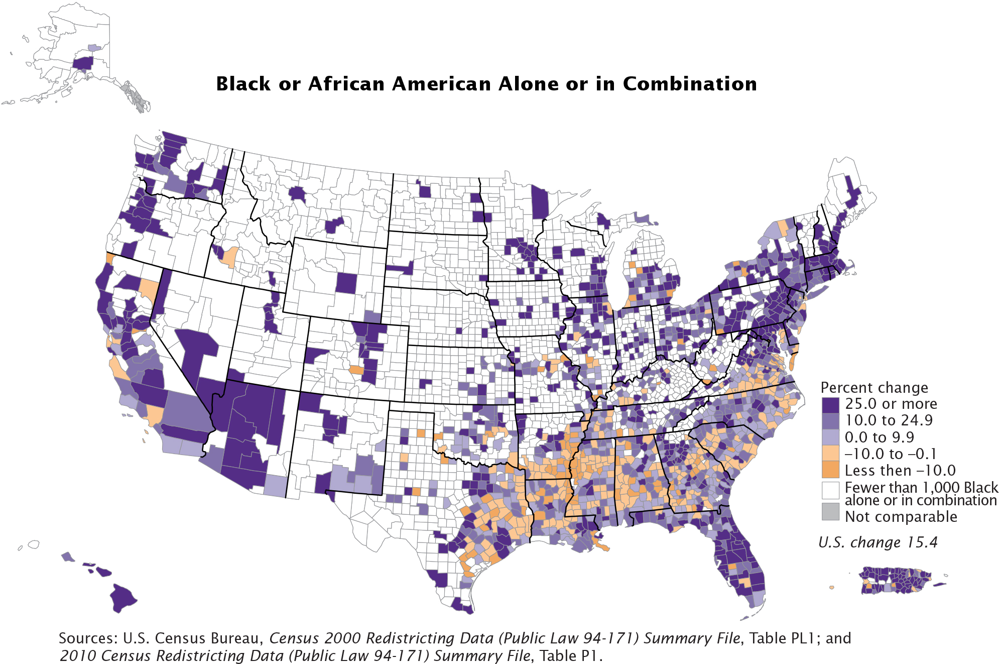 Black or African American Alone or in Combination
Percent change
25.0 or more
10.0 to 24.9
0.0 to 9.9
–10.0 to –0.1
Less then –10.0
Fewer than 1,000 Black
alone or in combination
Not comparable
U.S. change 15.4
Sources: U.S. Census Bureau, Census 2000 Redistricting Data (Public Law 94-171) Summary File, Table PL1; and
2010 Census Redistricting Data (Public Law 94-171) Summary File, Table P1.